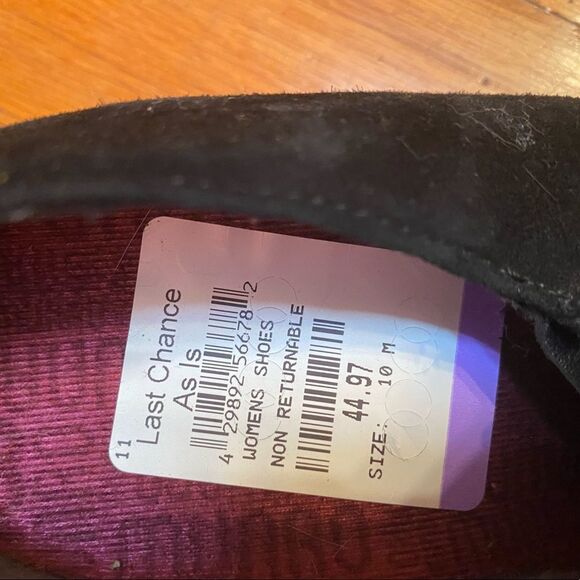 11
Last Chance
As Is
4 29892 56678 2
WOMENS SHOES
NON RETURNABLE
44.97
SIZE: 10 M